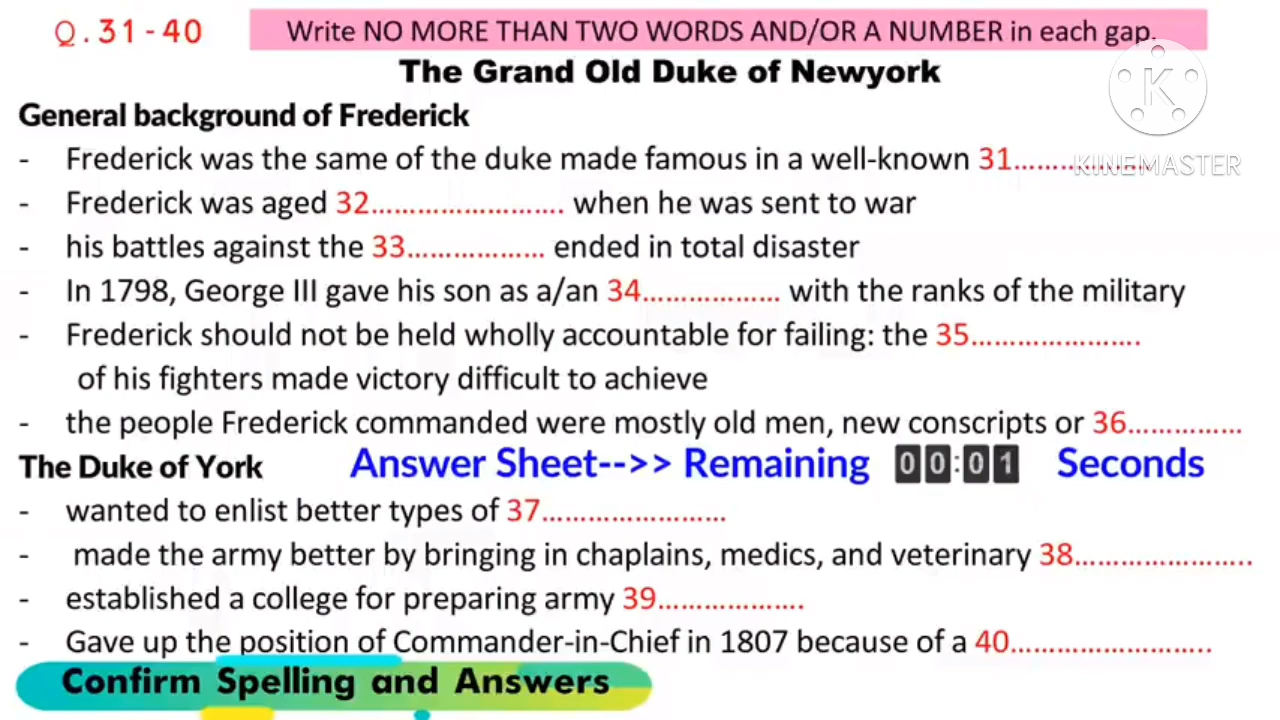 Q.31-40 Write NO MORE THAN TWO WORDS AND/OR A NUMBER in each gap.
The Grand Old Duke of Newyork
General background of Frederick
- Frederick was the same of the duke made famous in a well-known 31………………
KINEMASTER
- Frederick was aged 32……………………. when he was sent to war
- his battles against the 33……………… ended in total disaster
- In 1798, George III gave his son as a/an 34……………… with the ranks of the military
- Frederick should not be held wholly accountable for failing: the 35………………….
of his fighters made victory difficult to achieve
- the people Frederick commanded were mostly old men, new conscripts or 36……………
The Duke of York Answer Sheet-->> Remaining 00:01 Seconds
- wanted to enlist better types of 37……………………
- made the army better by bringing in chaplains, medics, and veterinary 38…………………..
- established a college for preparing army 39……………….
- Gave up the position of Commander-in-Chief in 1807 because of a 40……………………..
Confirm Spelling and Answers